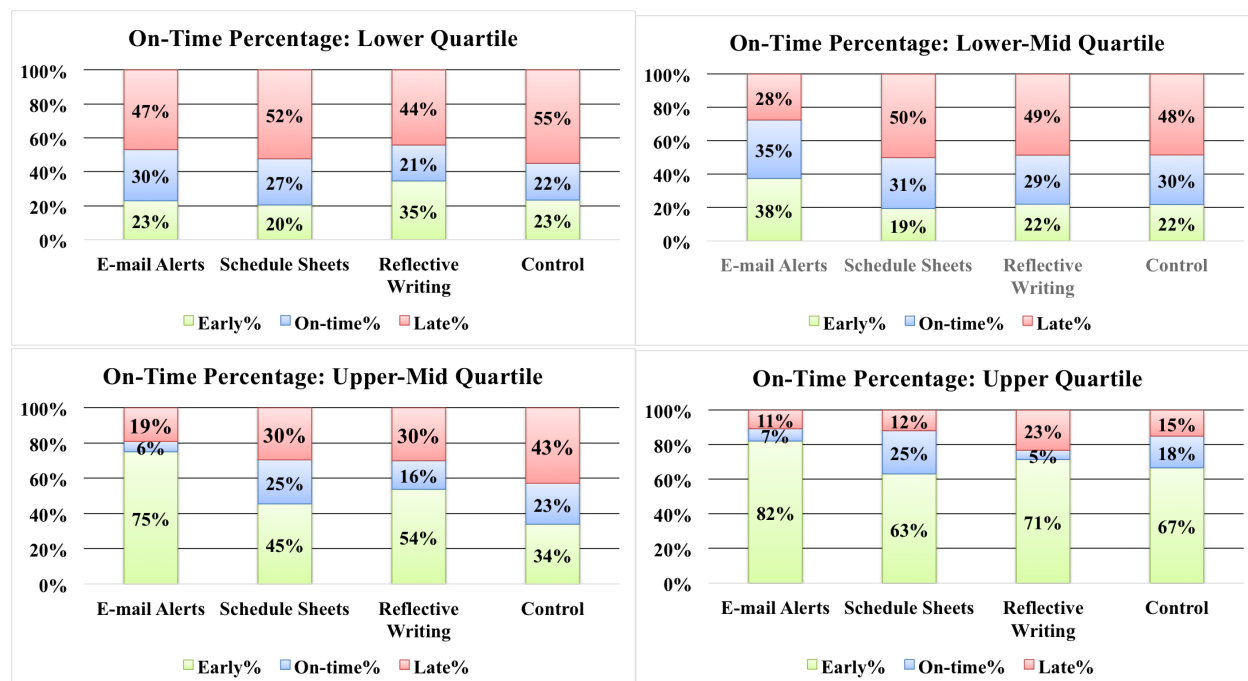 On-Time Percentage: Lower Quartile
100%
80%
60%
40%
20%
0%
47%
52%
44%
55%
30%
27%
21%
22%
23%
20%
35%
23%
E-mail Alerts
Schedule Sheets
Reflective
Writing
Control
Early%
On-time%
Late%
On-Time Percentage: Lower-Mid Quartile
100%
80%
60%
40%
20%
0%
28%
50%
49%
48%
35%
31%
29%
30%
38%
19%
22%
22%
E-mail Alerts
Schedule Sheets
Reflective
Writing
Control
Early%
On-time%
Late%
On-Time Percentage: Upper-Mid Quartile
100%
80%
60%
40%
20%
0%
19%
30%
30%
43%
6%
25%
16%
23%
75%
45%
54%
34%
E-mail Alerts
Schedule Sheets
Reflective
Writing
Control
Early%
On-time%
Late%
On-Time Percentage: Upper Quartile
100%
80%
60%
40%
20%
0%
11%
12%
23%
15%
7%
25%
5%
18%
82%
63%
71%
67%
E-mail Alerts
Schedule Sheets
Reflective
Writing
Control
Early%
On-time%
Late%